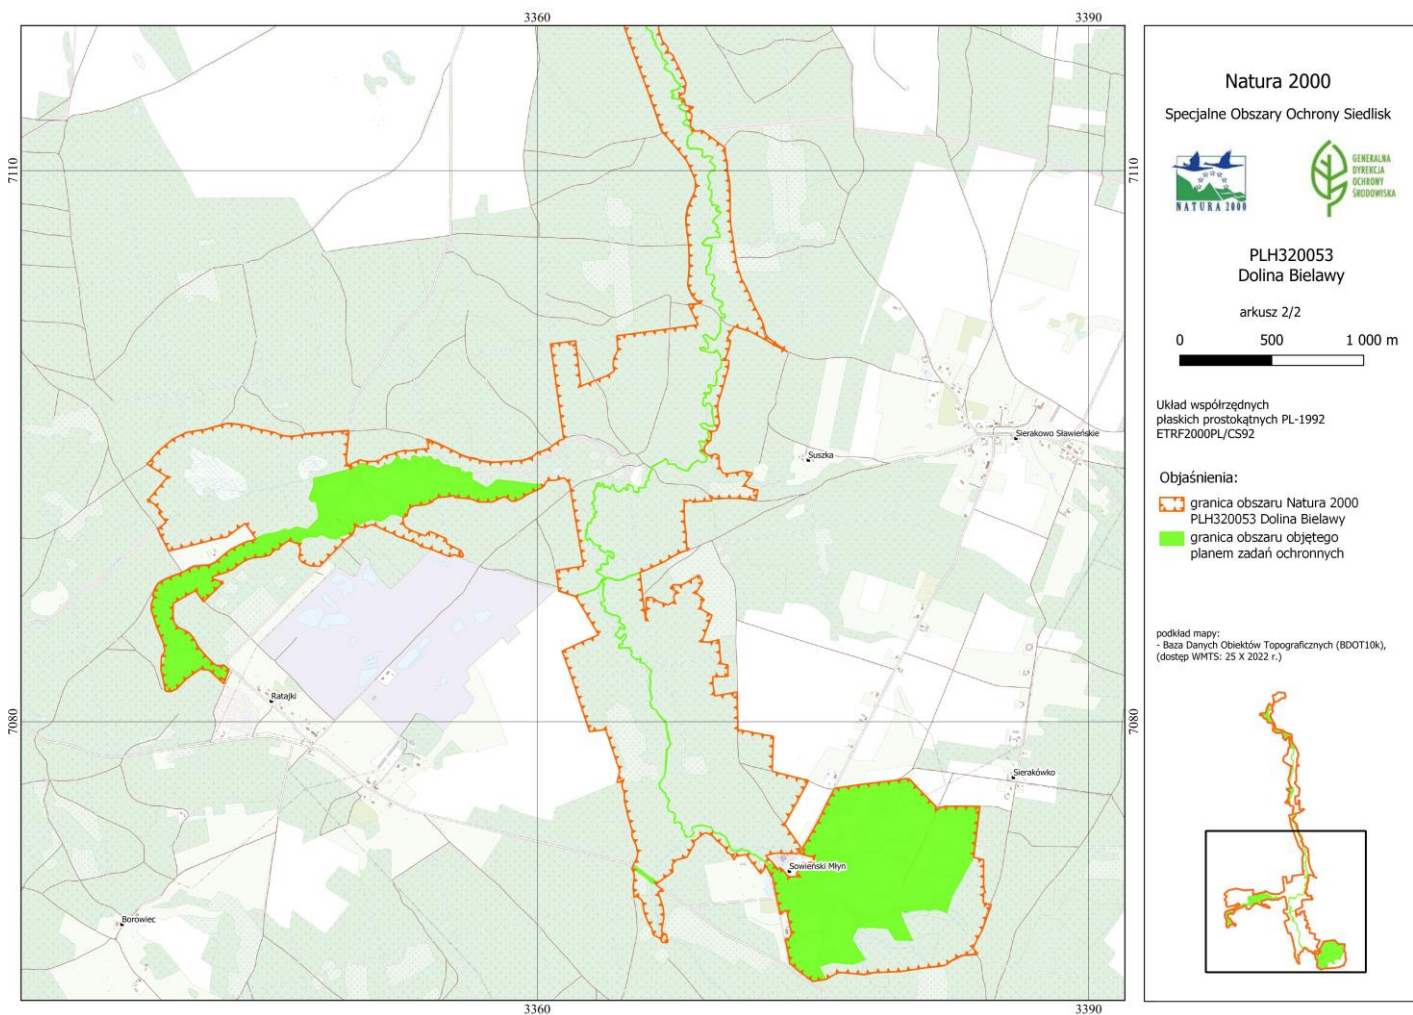 3360
3390
7110
7110
Suszka
Sierakowo Sławieńskie
Ratajki
7080
7080
Sierakówko
Sowieński Młyn
Borowiec
3360
3390
Natura 2000
Specjalne Obszary Ochrony Siedlisk
NATURA 2000
GENERALNA
DYREKCJA
OCHRONY
ŚRODOWISKA
PLH320053
Dolina Bielawy
arkusz 2/2
0 500 1 000 m
Układ współrzędnych
płaskich prostokątnych PL-1992
ETRF2000PL/CS92
Objaśnienia:
granica obszaru Natura 2000
PLH320053 Dolina Bielawy
granica obszaru objętego
planem zadań ochronnych
podkład mapy:
- Baza Danych Obiektów Topograficznych (BDOT10k),
(dostęp WMTS: 25 X 2022 r.)